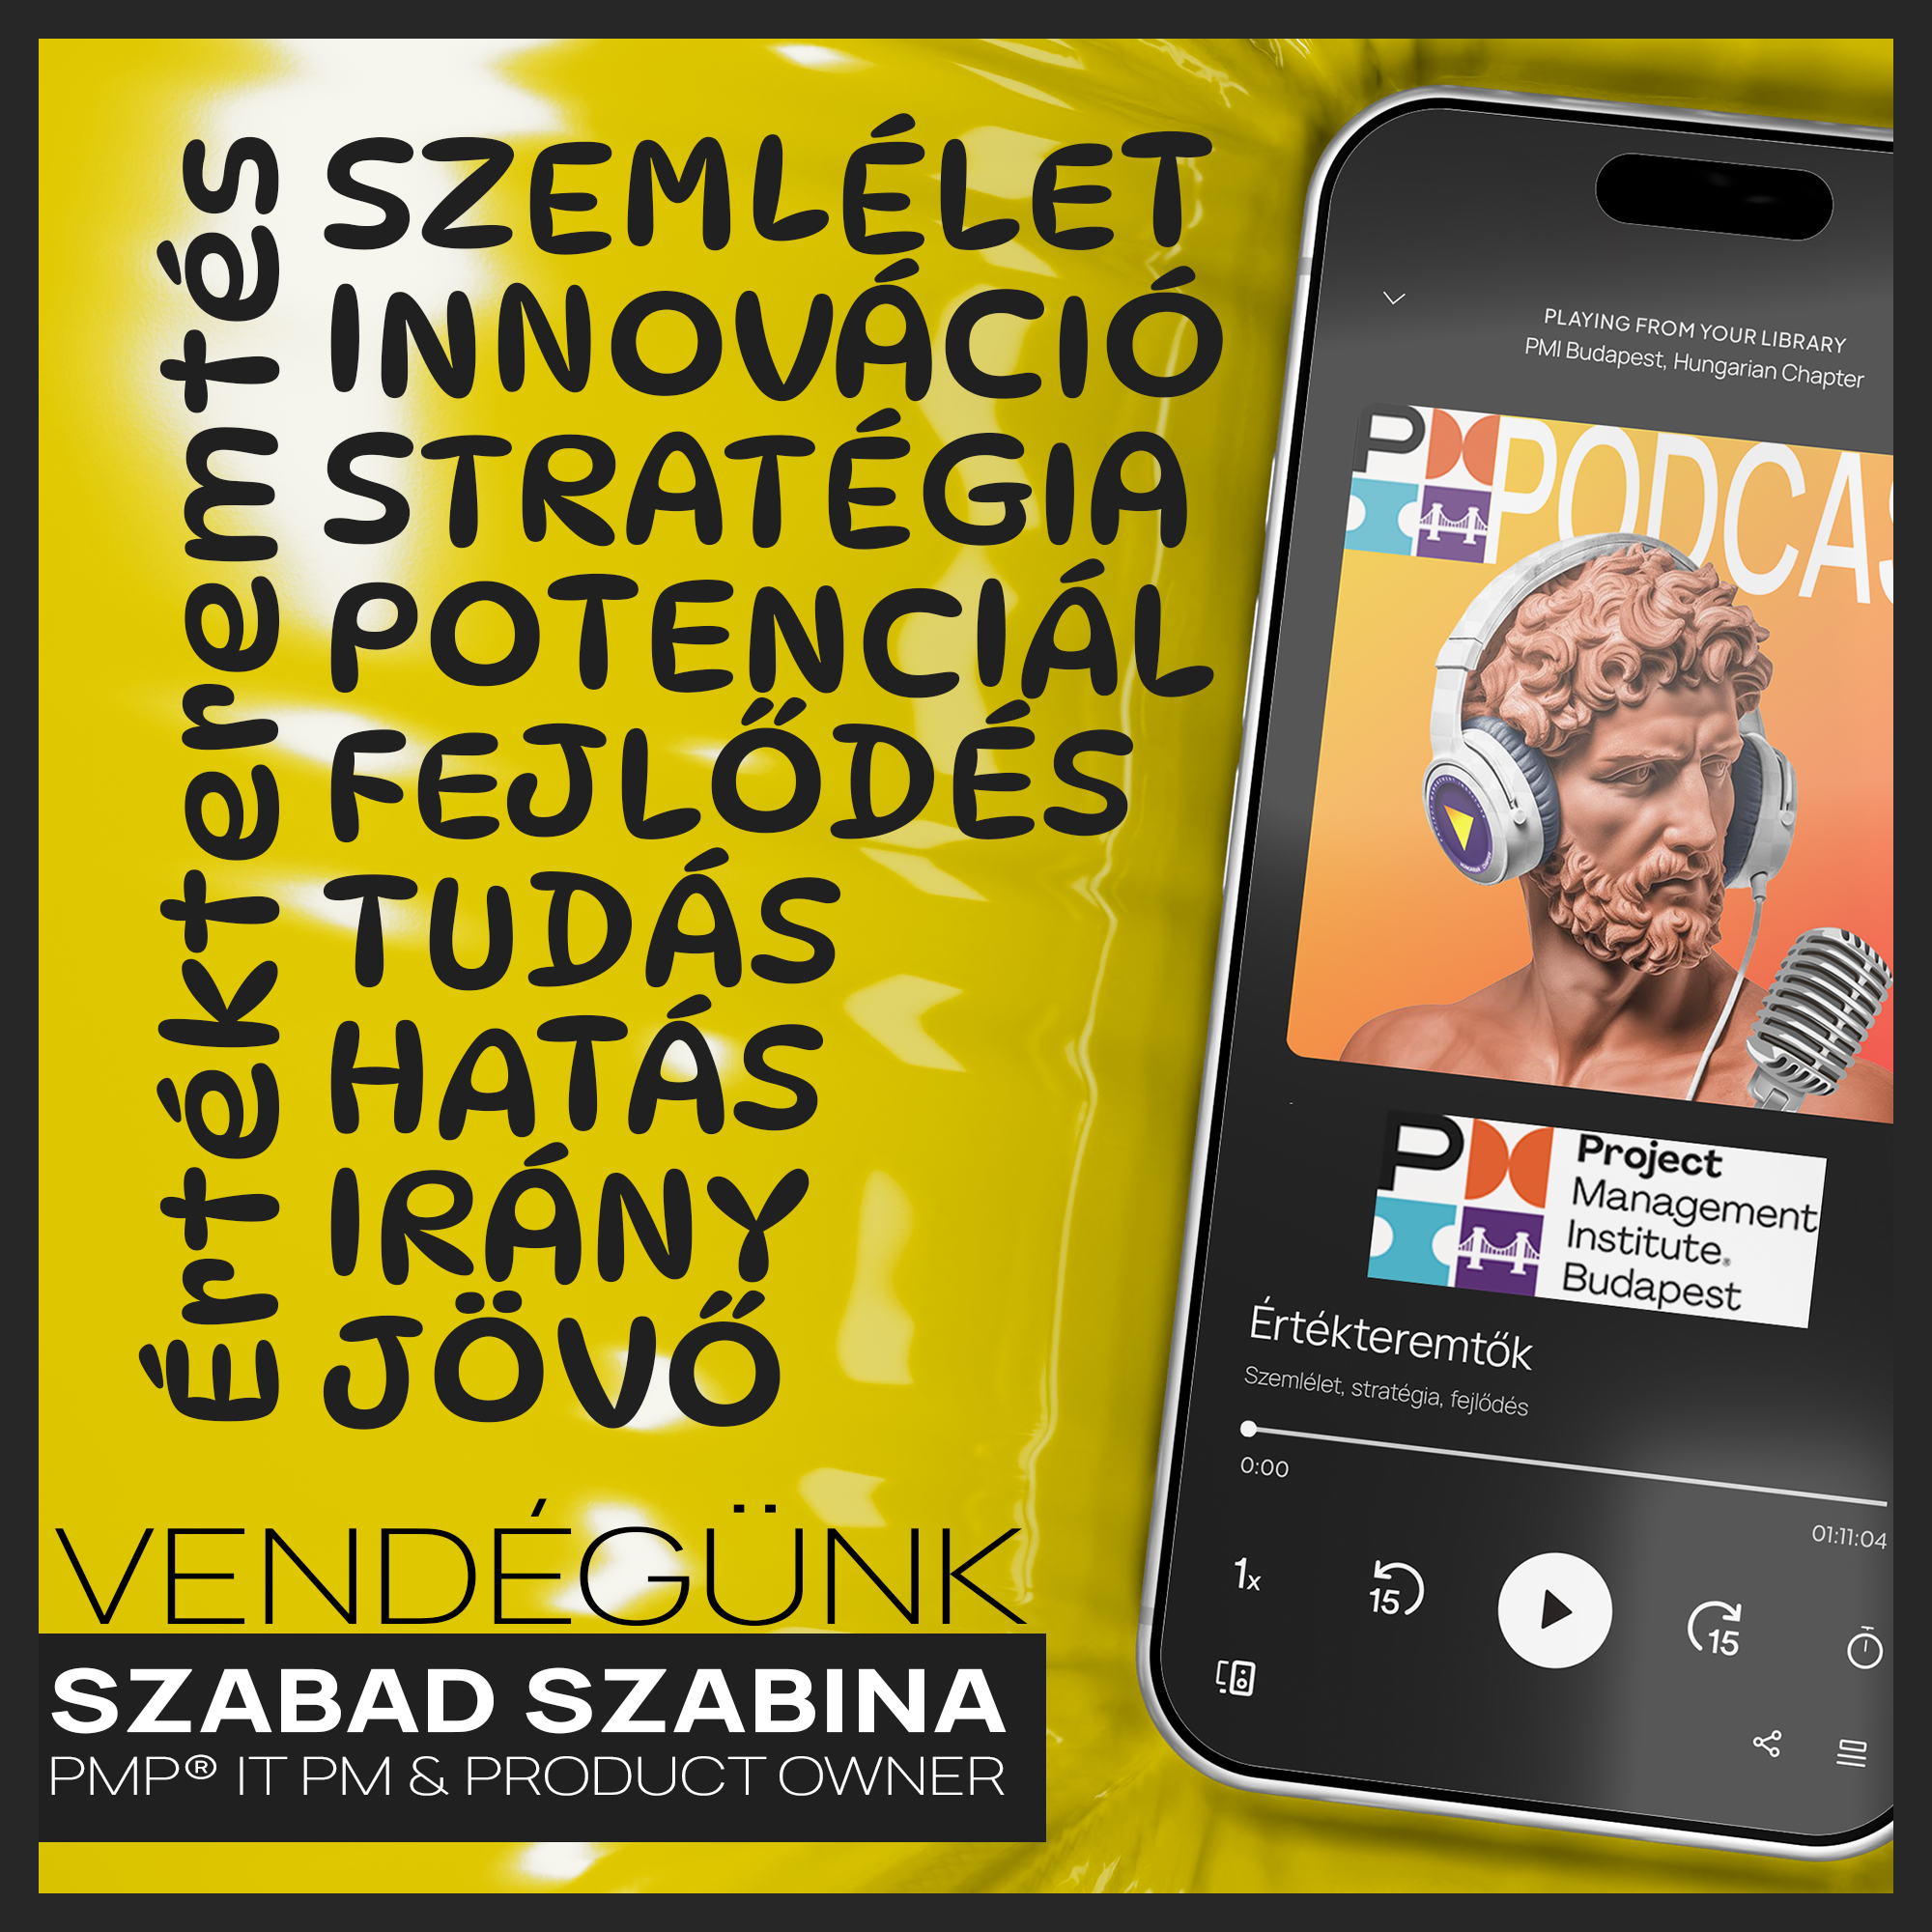 Értékteremtés
SZEMLÉLET
INNOVÁCIÓ
STRATÉGIA
POTENCIÁL
FEJLŐDÉS
TUDÁS
HATÁS
IRÁNY
JÖVŐ
VENDÉGÜNK
SZABAD SZABINA
PMP® IT PM & PRODUCT OWNER
PLAYING FROM YOUR LIBRARY
PMI Budapest, Hungarian Chapter
PODCAS
Project
Management
Institute®
Budapest
Értékteremtők
Szemlélet, stratégia, fejlődés
0:00
01:11:04
1x
15
15